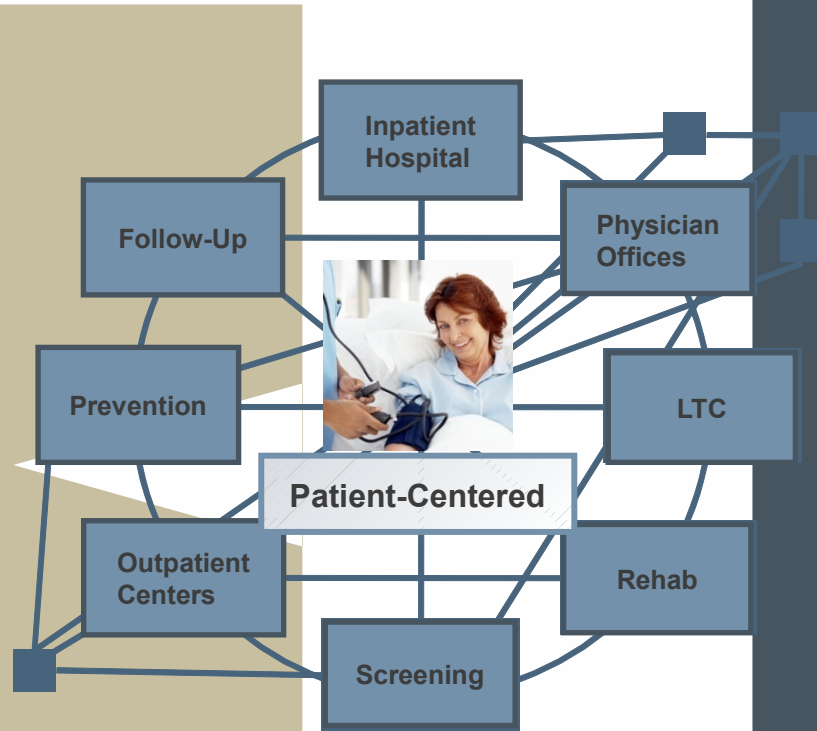 Inpatient
Hospital
Follow-Up
Physician
Offices
Prevention
LTC
Patient-Centered
Outpatient
Centers
Rehab
Screening